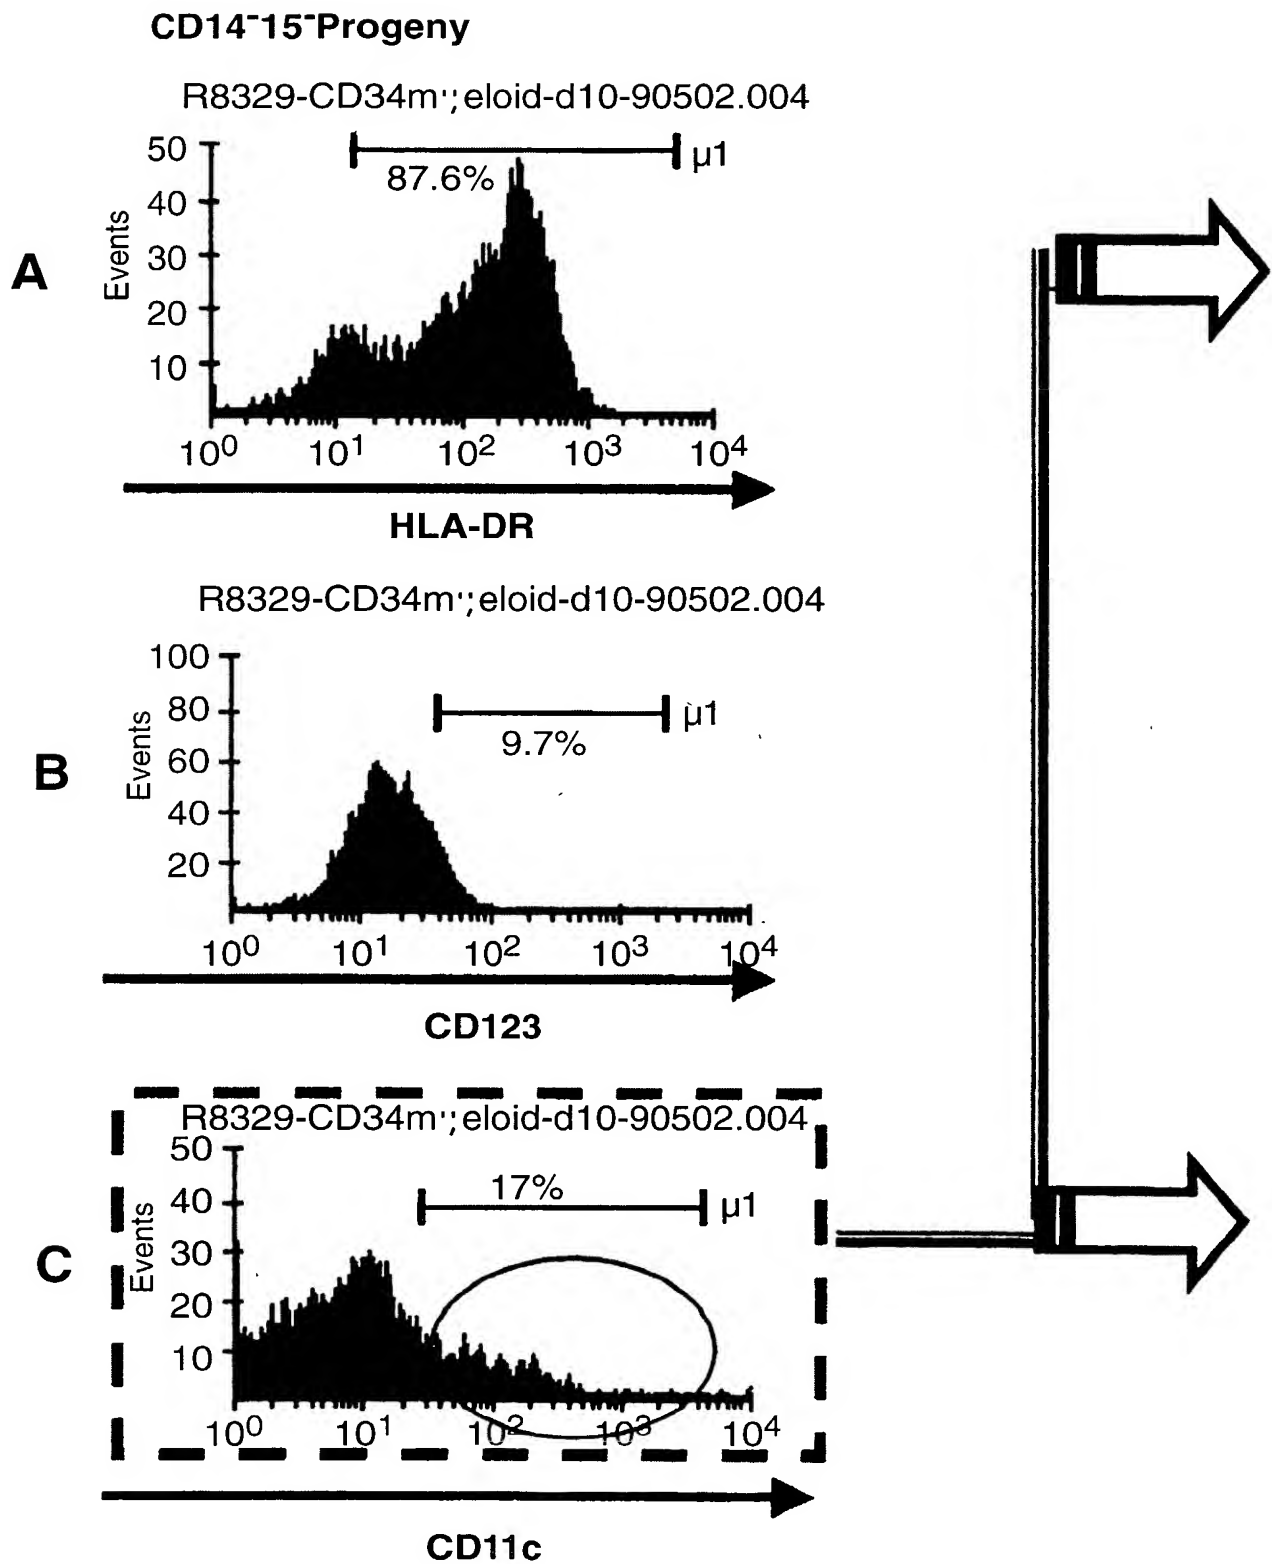 CD14⁻15⁻Progeny
R8329-CD34m'';eloid-d10-90502.004
50
40
30
20
10
Events
87.6%
µ1
A
10⁰ 10¹ 10² 10³ 10⁴
HLA-DR
R8329-CD34m'';eloid-d10-90502.004
100
80
60
40
20
Events
9.7%
µ1
B
10⁰ 10¹ 10² 10³ 10⁴
CD123
R8329-CD34m'';eloid-d10-90502.004
50
40
30
20
10
Events
17%
µ1
C
10⁰ 10¹ 10² 10³ 10⁴
CD11c